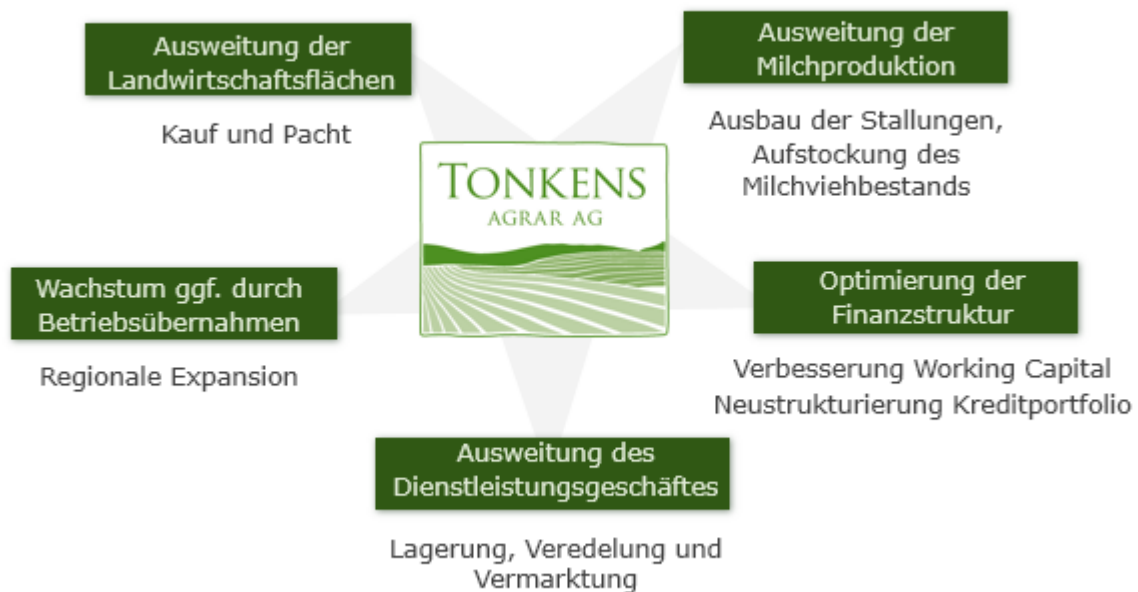 Ausweitung der
Landwirtschaftsflächen
Kauf und Pacht
Ausweitung der
Milchproduktion
Ausbau der Stallungen,
Aufstockung des
Milchviehbestands
TONKENS
AGRAR AG
Wachstum ggf. durch
Betriebsübernahmen
Regionale Expansion
Optimierung der
Finanzstruktur
Verbesserung Working Capital
Neustrukturierung Kreditportfolio
Ausweitung des
Dienstleistungsgeschäftes
Lagerung, Veredelung und
Vermarktung